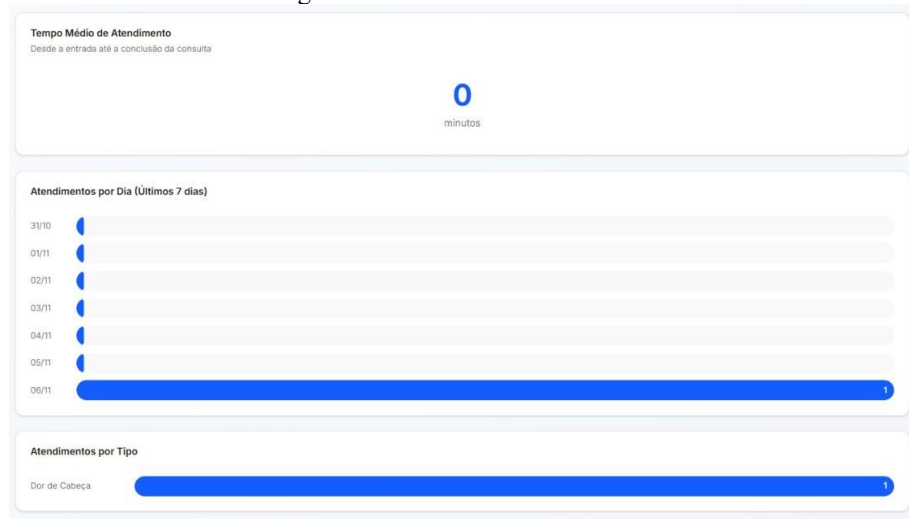 Tempo Médio de Atendimento
Desde a entrada até a conclusão da consulta
0
minutos
Atendimentos por Dia (Últimos 7 dias)
31/10
01/11
02/11
03/11
04/11
05/11
06/11 1
Atendimentos por Tipo
Dor de Cabeça 1